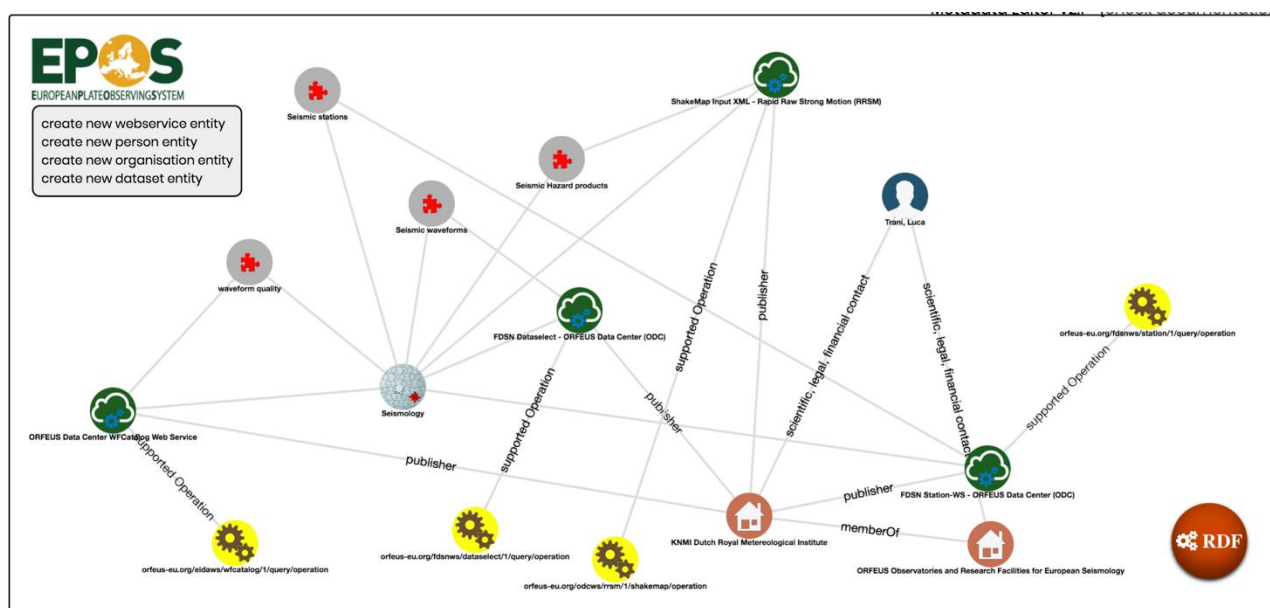 EPOS
EUROPEANPLATEOBSERVINGSYSTEM
create new webservice entity
create new person entity
create new organisation entity
create new dataset entity
Seismic stations
ShakeMap Input XML - Rapid Raw Strong Motion (RRSM)
Seismic Hazard products
Trani, Luca
Seismic waveforms
waveform quality
supported Operation
publisher
scientific, legal, financial contact
scientific, legal, financial contact
orfeus-eu.org/fdsnws/station/1/query/operation
FDSN Dataselect - ORFEUS Data Center (ODC)
supported Operation
Seismology
supported Operation
publisher
ORFEUS Data Center WFCatalog Web Service
supported Operation
publisher
publisher
FDSN Station-WS - ORFEUS Data Center (ODC)
memberOf
KNMI Dutch Royal Metereological Institute
RDF
orfeus-eu.org/fdsnws/dataselect/1/query/operation
orfeus-eu.org/eidaws/wfcatalog/1/query/operation
ORFEUS Observatories and Research Facilities for European Seismology
orfeus-eu.org/odcws/rrsm/1/shakemap/operation